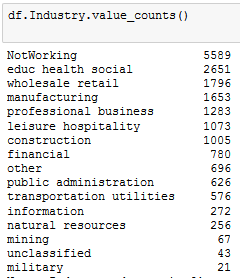 df.Industry.value_counts()
NotWorking 5589
educ health social 2651
wholesale retail 1796
manufacturing 1653
professional business 1283
leisure hospitality 1073
construction 1005
financial 780
other 696
public administration 626
transportation utilities 576
information 272
natural resources 256
mining 67
unclassified 43
military 21